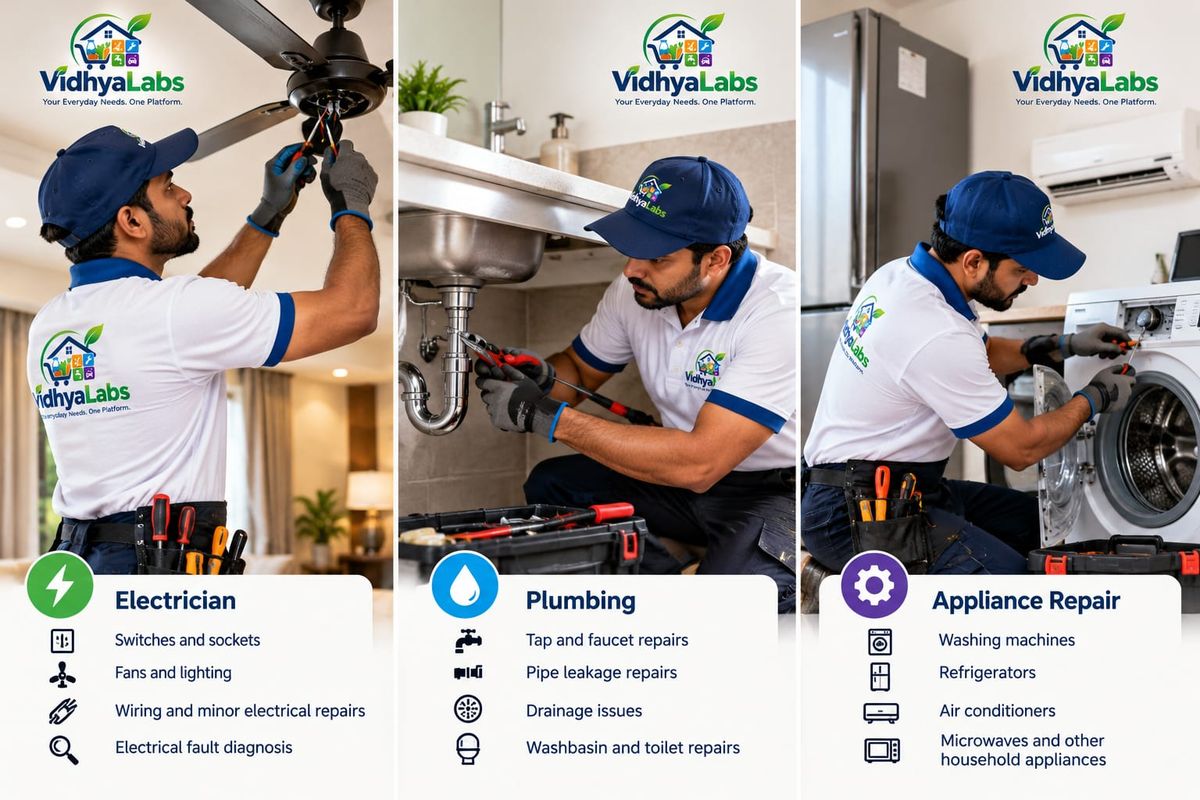 VidhyaLabs
Your Everyday Needs. One Platform.
VidhyaLabs
Your Everyday Needs. One Platform.
VidhyaLabs
Your Everyday Needs. One Platform.
VidhyaLabs
Everyday Needs. One Platform.
VidhyaLabs
Electrician
Switches and sockets
Fans and lighting
Wiring and minor electrical repairs
Electrical fault diagnosis
Plumbing
Tap and faucet repairs
Pipe leakage repairs
Drainage issues
Washbasin and toilet repairs
Appliance Repair
Washing machines
Refrigerators
Air conditioners
Microwaves and other
household appliances